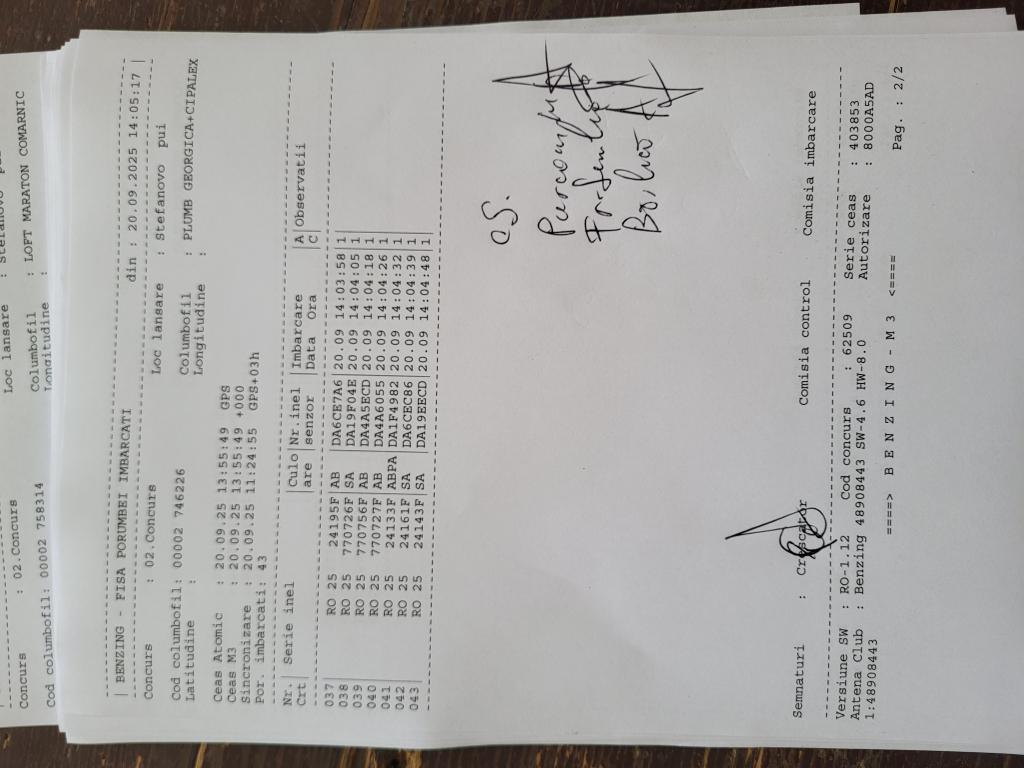 Loc lansare : Stefanovo pui
Concurs : 02.Concurs
Columbofil : LOFT MARATON COMARNIC
Cod columbofil: 00002 758314
Longitudine :
| BENZING - FISA PORUMBEI IMBARCATI din : 20.09.2025 14:05:17 |
Concurs : 02.Concurs Loc lansare : Stefanovo pui
Cod columbofil: 00002 746226 Columbofil : PLUMB GEORGICA+CIPALEX
Latitudine : Longitudine :
Ceas Atomic : 20.09.25 13:55:49 GPS
Ceas M3 : 20.09.25 13:55:49 +000
Sincronizare : 20.09.25 11:24:55 GPS+03h
Por. imbarcati: 43
Nr.| Serie inel |Culo|Nr.inel |Imbarcare |A|Observatii
Crt| |are |senzor |Data Ora |C|
037| RO 25 24195F| AB |DA6CE7A6|20.09 14:03:58|1|
038| RO 25 770726F| SA |DA19F04E|20.09 14:04:05|1|
039| RO 25 770756F| AB |DA4A5ECD|20.09 14:04:18|1|
040| RO 25 770727F| AB |DA4A6055|20.09 14:04:26|1|
041| RO 25 24133F| ABPA|DA1F4982|20.09 14:04:32|1|
042| RO 25 24161F| SA |DA6CEC86|20.09 14:04:39|1|
043| RO 25 24143F| SA |DA19EECD|20.09 14:04:48|1|
Semnaturi : Crescator Comisia control Comisia imbarcare
Versiune SW : RO-1.12 Cod concurs : 62509 Serie ceas : 403853
Antena Club : Benzing 48908443 SW-4.6 HW-8.0 Autorizare : 8000A5AD
1:48908443
====> B E N Z I N G - M 3 <==== Pag. : 2/2